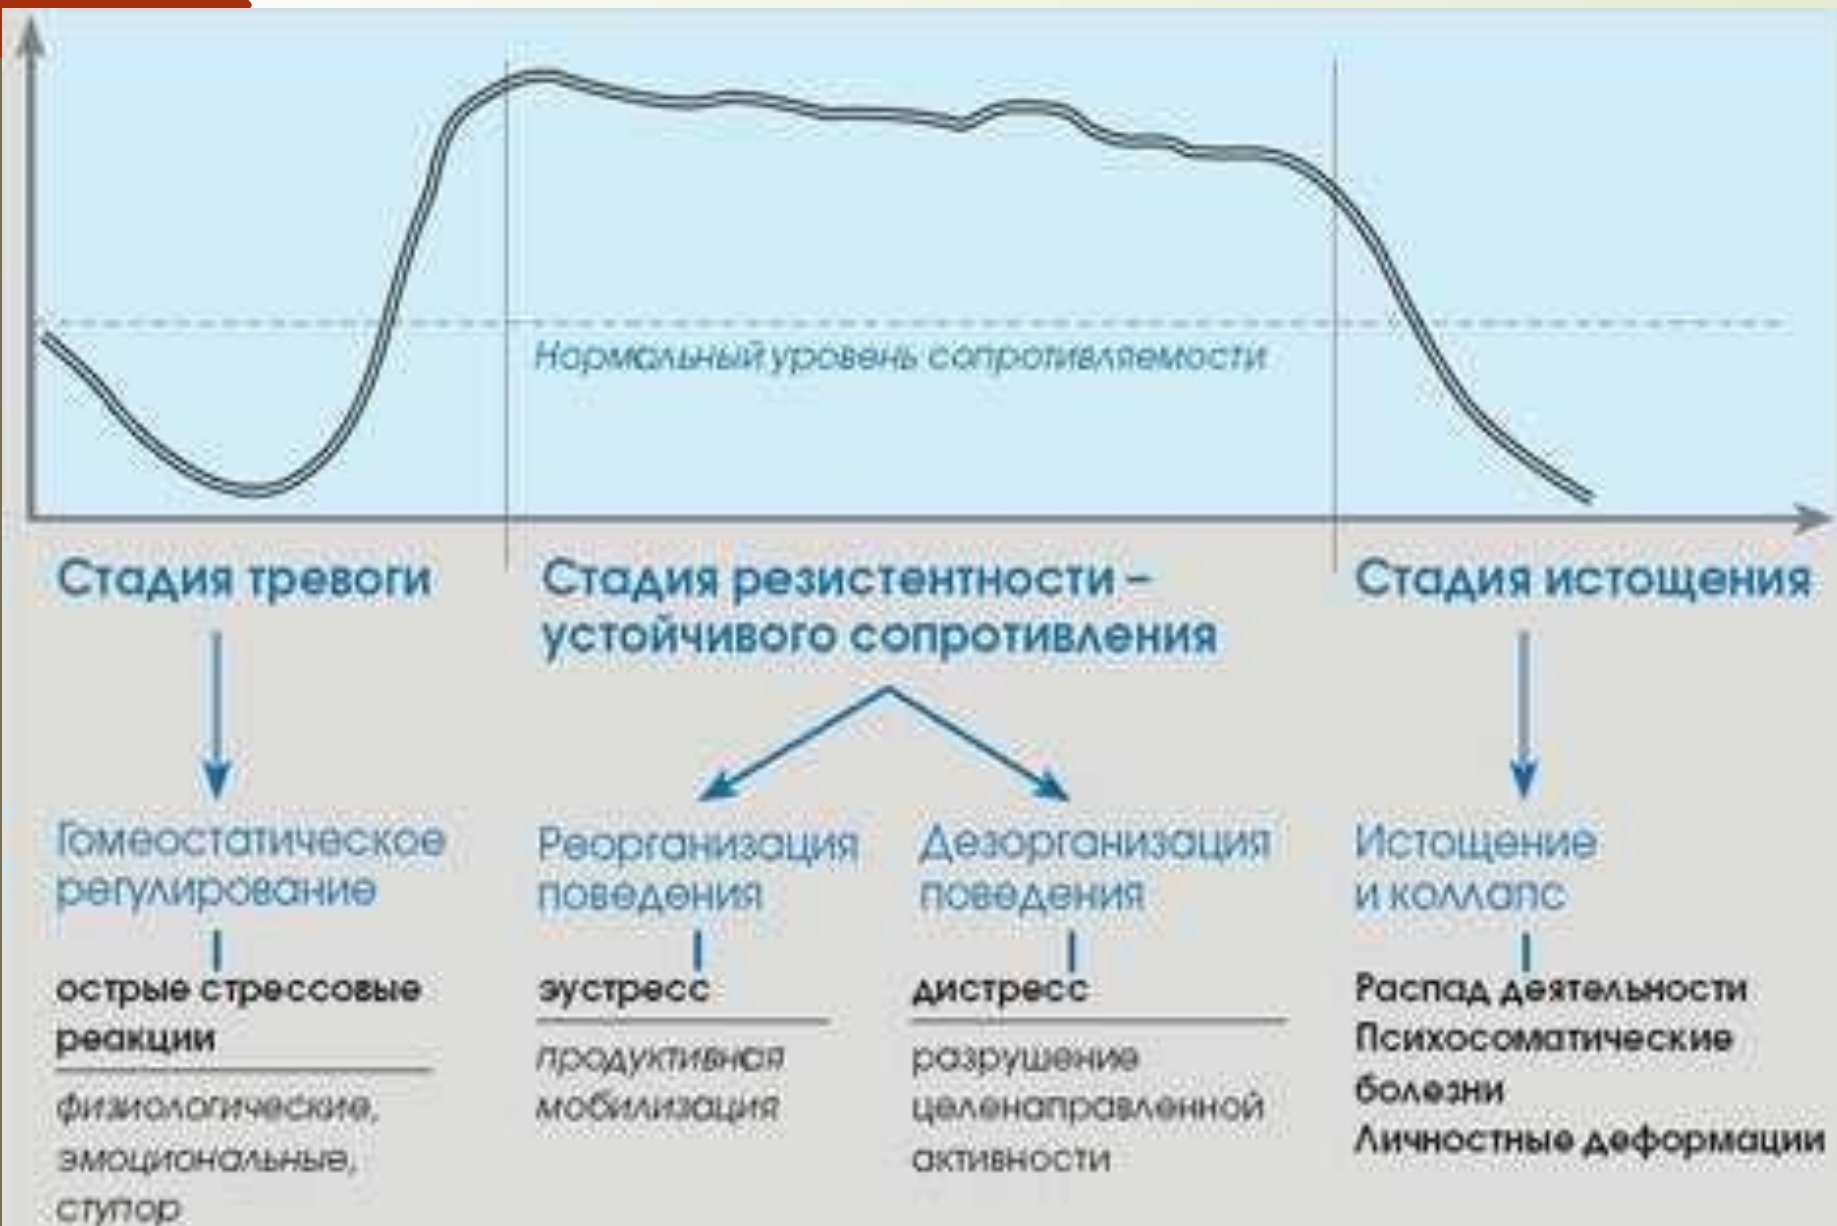 Нормальный уровень сопротивляемости
Стадия тревоги
Стадия резистентности –
устойчивого сопротивления
Стадия истощения
Гомеостатическое
регулирование
Реорганизация
поведения
Дезорганизация
поведения
Истощение
и коллапс
острые стрессовые
реакции
физиологические,
эмоциональные,
ступор
эустресс
продуктивная
мобилизация
дистресс
разрушение
целенаправленной
активности
Распад деятельности
Психосоматические
болезни
Личностные деформации